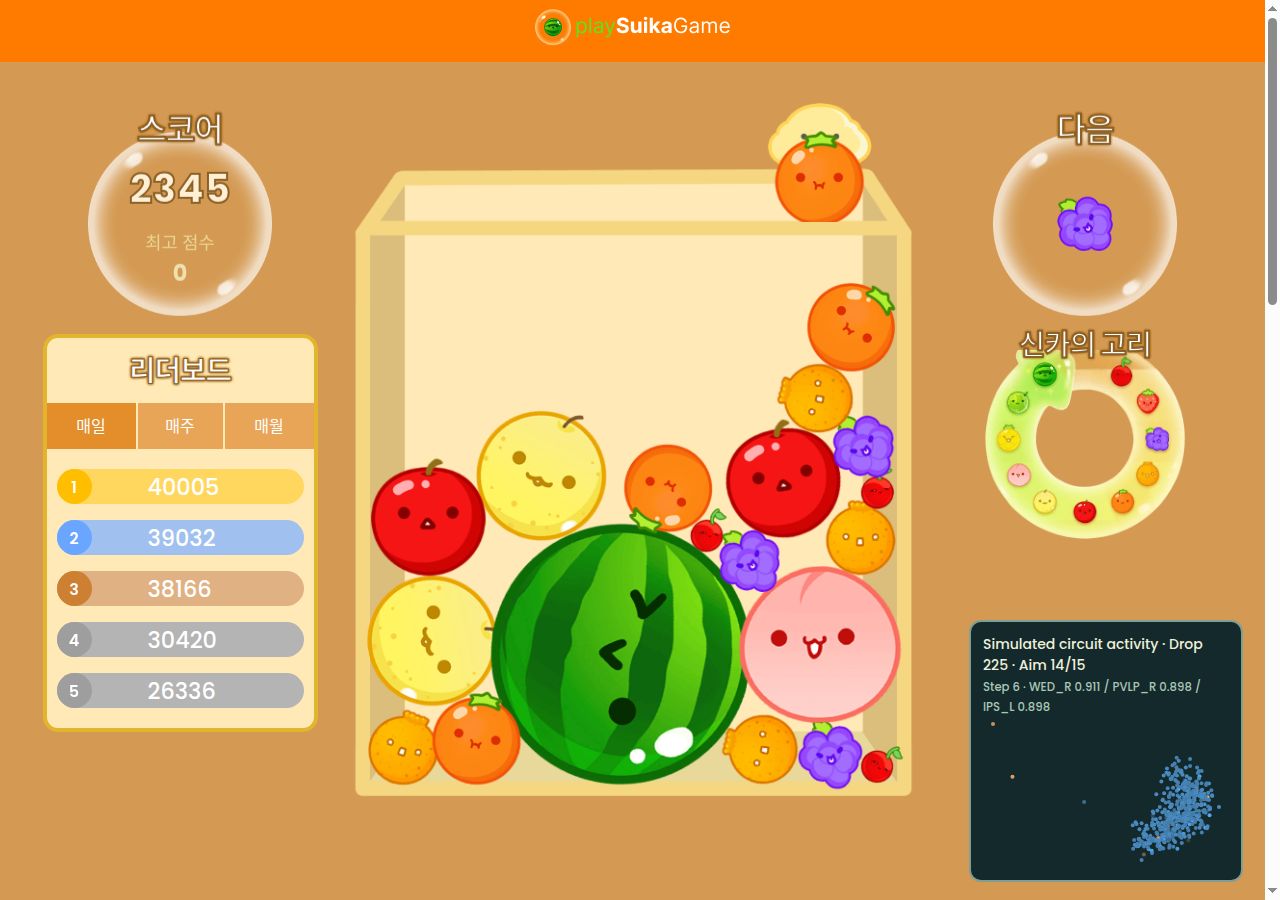 playSuikaGame
스코어
2345
최고 점수
0
다음
리더보드
매일 매주 매월
1 40005
2 39032
3 38166
4 30420
5 26336
신카의 고리
Simulated circuit activity · Drop
225 · Aim 14/15
Step 6 · WED_R 0.911 / PVLP_R 0.898 /
IPS_L 0.898